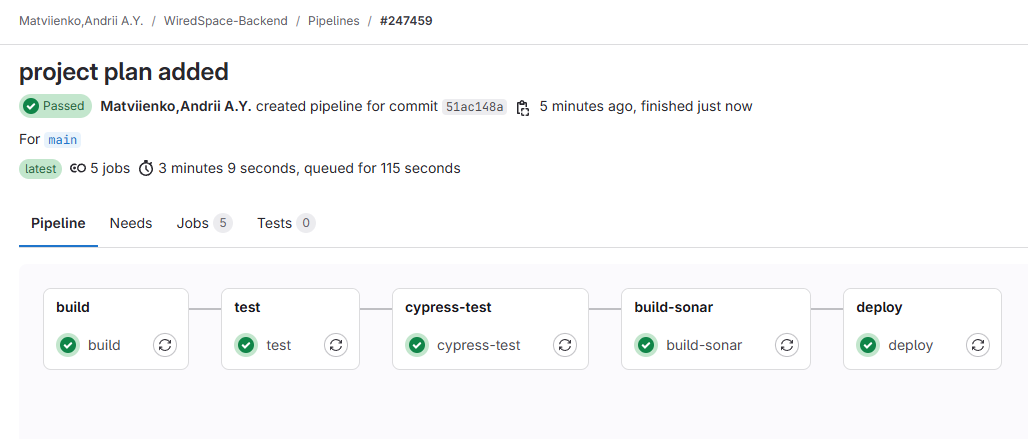 Matviienko,Andrii A.Y. / WiredSpace-Backend / Pipelines / #247459
project plan added
Passed Matviienko,Andrii A.Y. created pipeline for commit 51ac148a 5 minutes ago, finished just now
For main
latest 5 jobs 3 minutes 9 seconds, queued for 115 seconds
Pipeline Needs Jobs 5 Tests 0
build test cypress-test build-sonar deploy
build test cypress-test build-sonar deploy